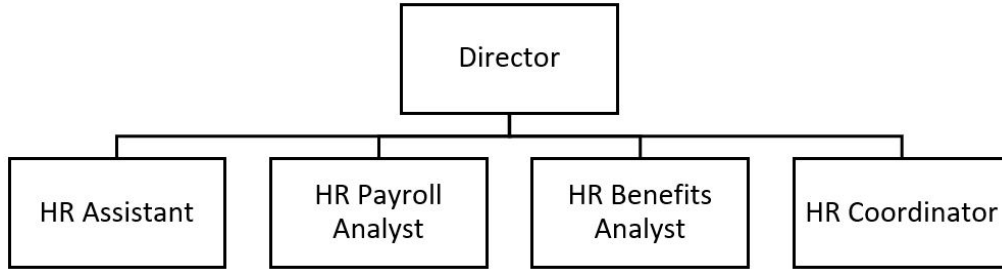 Director
HR Assistant
HR Payroll
Analyst
HR Benefits
Analyst
HR Coordinator